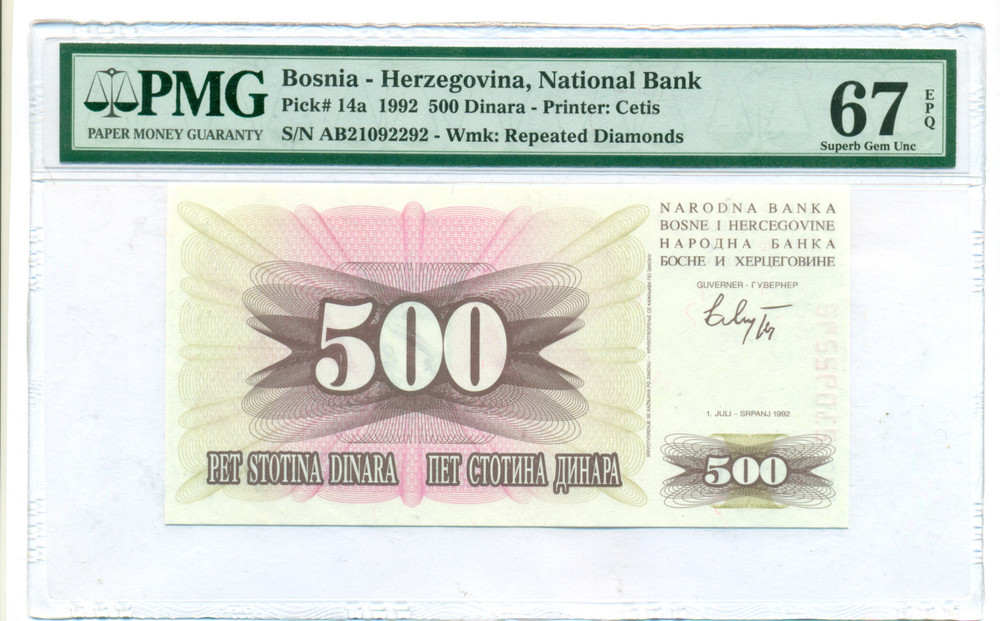 PMG
PAPER MONEY GUARANTY
Bosnia - Herzegovina, National Bank
Pick# 14a 1992 500 Dinara - Printer: Cetis
S/N AB21092292 - Wmk: Repeated Diamonds
67
EPQ
Superb Gem Unc
NARODNA BANKA
BOSNE I HERCEGOVINE
НАРОДНА БАНКА
БОСНЕ И ХЕРЦЕГОВИНЕ
GUVERNER - ГУВЕРНЕР
500
1. JULI – SRPANJ 1992
PET STOTINA DINARA ПЕТ СТОТИНА ДИНАРА
500